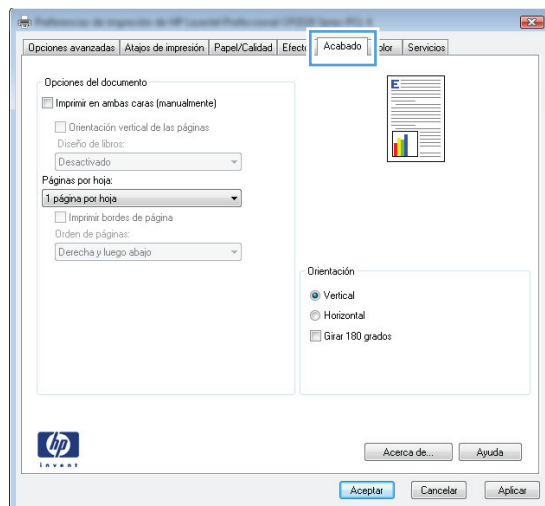 Opciones avanzadas Atajos de impresión Papel/Calidad Acabado Servicios
Opciones del documento
Imprimir en ambas caras (manualmente)
Orientación vertical de las páginas
Diseño de libros:
Desactivado
Páginas por hoja:
1 página por hoja
Imprimir bordes de página
Orden de páginas:
Derecha y luego abajo
E
Orientación
Vertical
Horizontal
Girar 180 grados
hp
invent
Acerca de... Ayuda
Aceptar Cancelar Aplicar